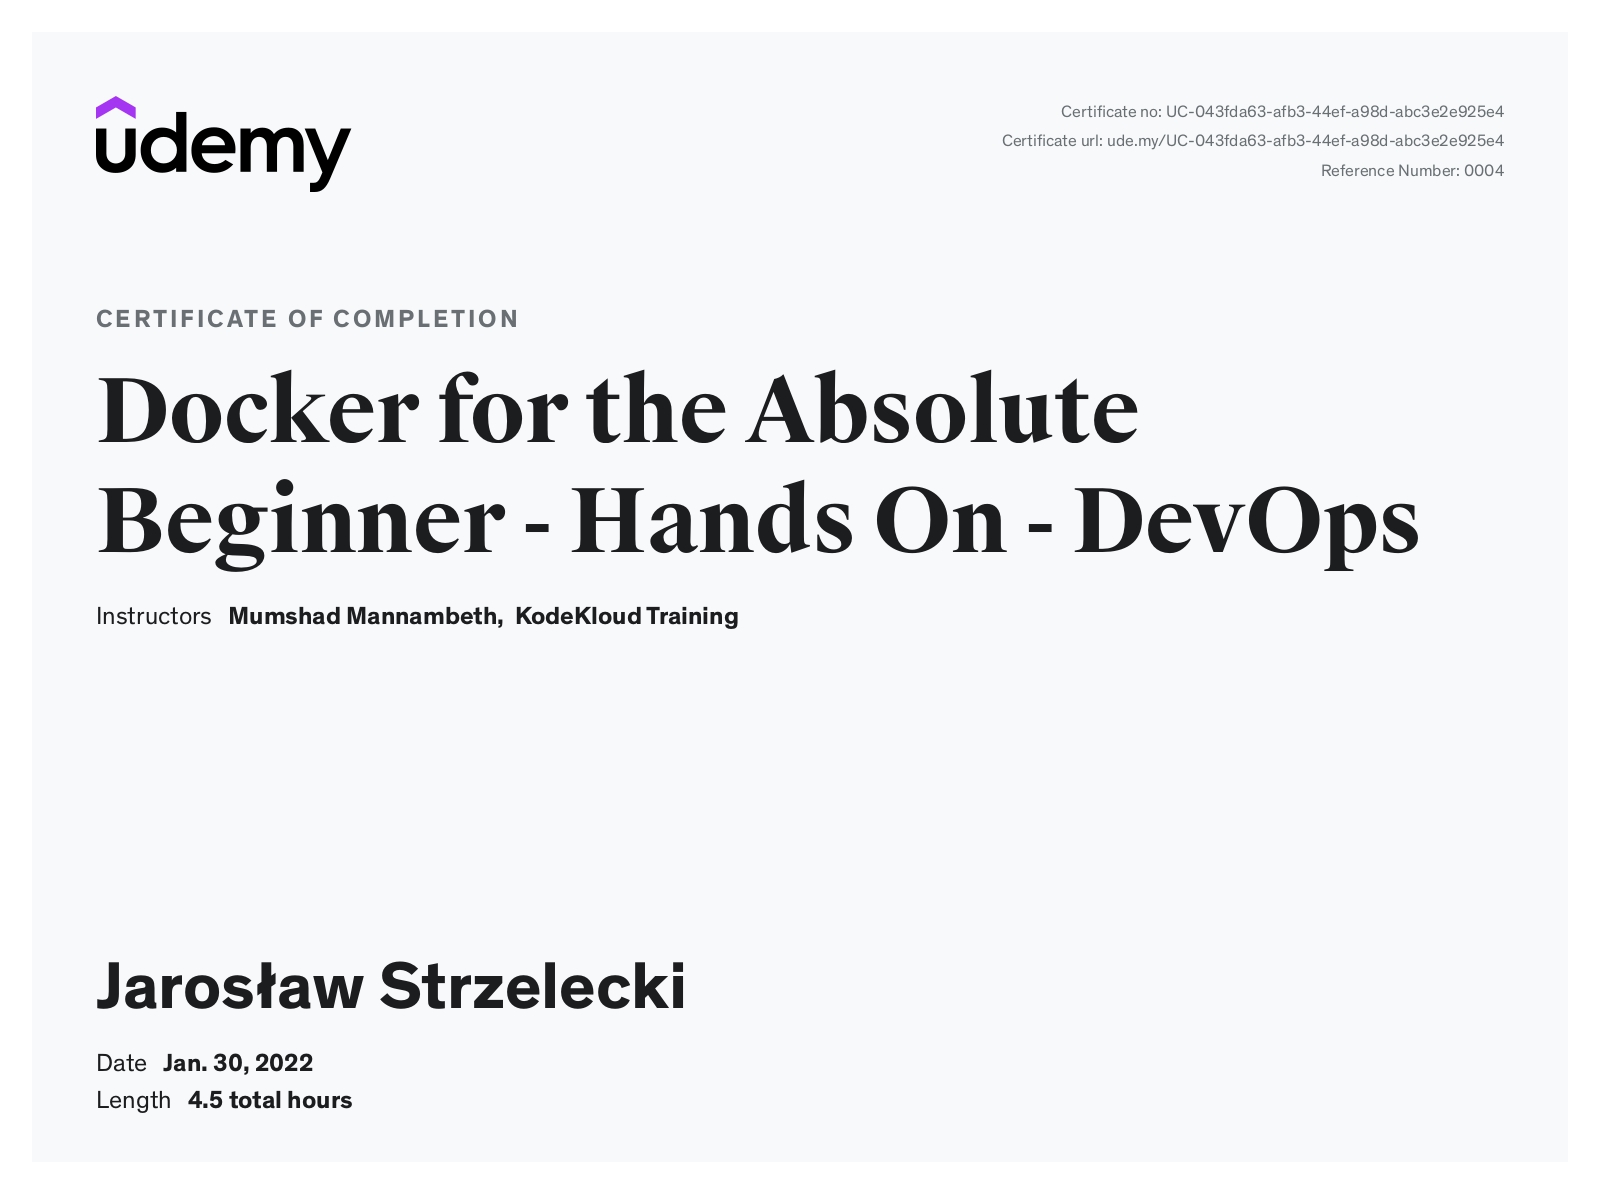 udemy
Certificate no: UC-043fda63-afb3-44ef-a98d-abc3e2e925e4
Certificate url: ude.my/UC-043fda63-afb3-44ef-a98d-abc3e2e925e4
Reference Number: 0004
CERTIFICATE OF COMPLETION
Docker for the Absolute
Beginner - Hands On - DevOps
Instructors Mumshad Mannambeth, KodeKloud Training
Jarosław Strzelecki
Date Jan. 30, 2022
Length 4.5 total hours